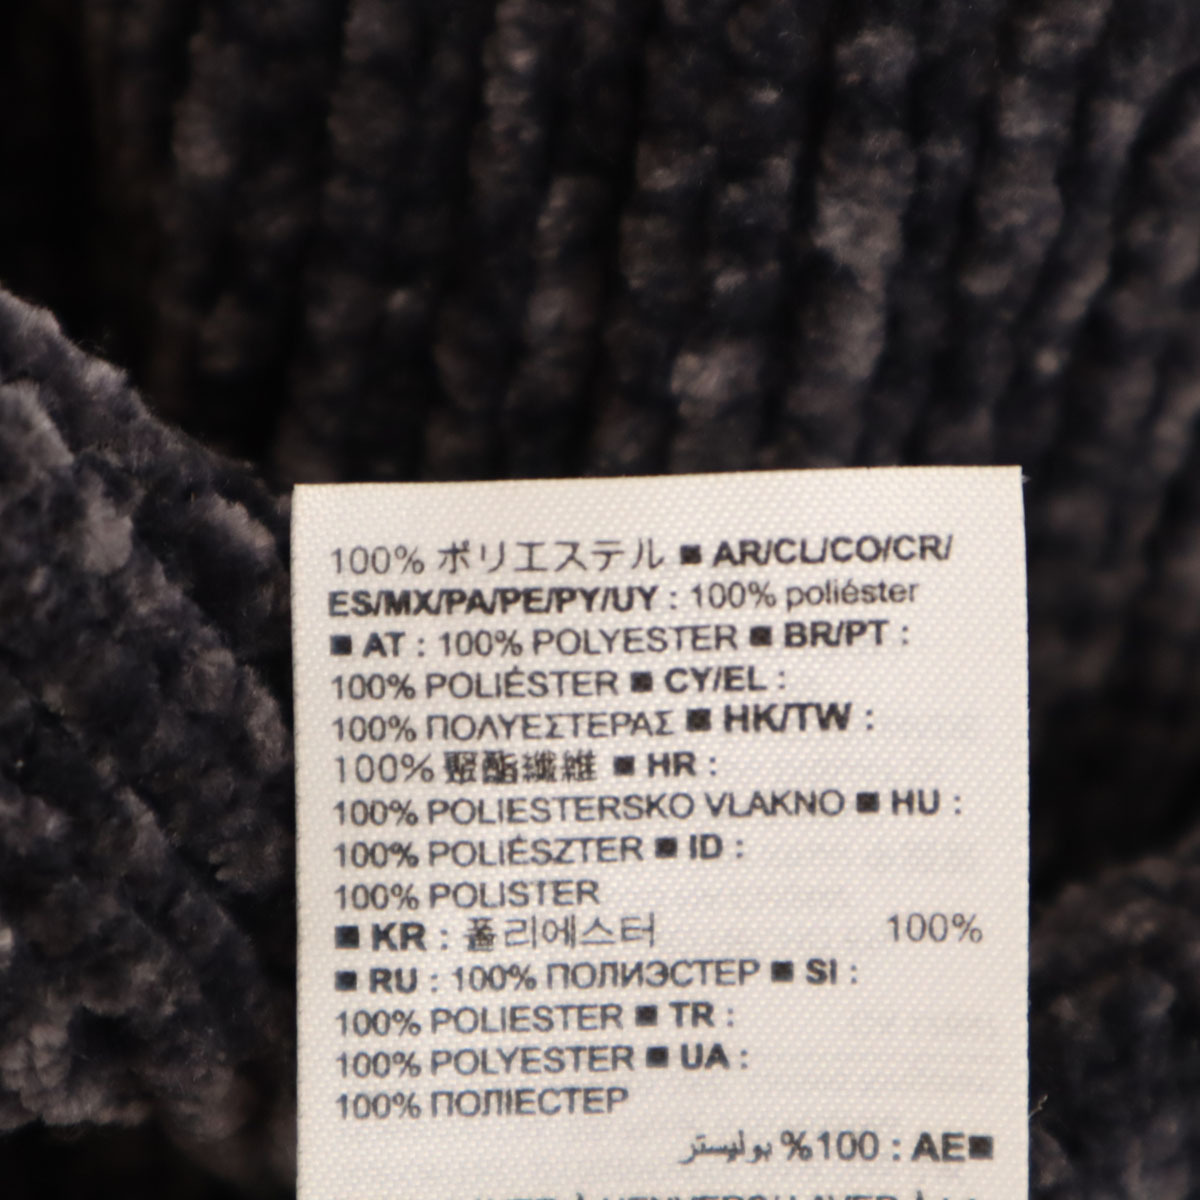 100% ポリエステル ■ AR/CL/CO/CR/
ES/MX/PA/PE/PY/UY : 100% poliéster
■ AT : 100% POLYESTER ■ BR/PT :
100% POLIÉSTER ■ CY/EL :
100% ΠΟΛΥΕΣΤΕΡΑΣ ■ HK/TW :
100% 聚酯纖維 ■ HR :
100% POLIESTERSKO VLAKNO ■ HU :
100% POLIÉSZTER ■ ID :
100% POLISTER
■ KR : 폴리에스터 100%
■ RU : 100% ПОЛИЭСТЕР ■ SI :
100% POLIESTER ■ TR :
100% POLYESTER ■ UA :
100% ПОЛІЕСТЕР
■AE : 100% بوليستر